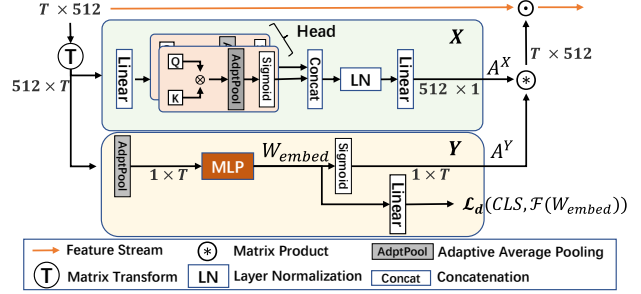 T × 512
T
512 × T
Linear
Q
K
⊗
AdptPool
Sigmoid
Head
Concat
LN
Linear
512 × 1
X
A^X
T × 512
AdptPool
1 × T
MLP
W_embed
Sigmoid
1 × T
Y
A^Y
Linear
ℒ_d(CLS, ℱ(W_embed))
Feature Stream
Matrix Product
AdptPool Adaptive Average Pooling
T Matrix Transform
LN Layer Normalization
Concat Concatenation